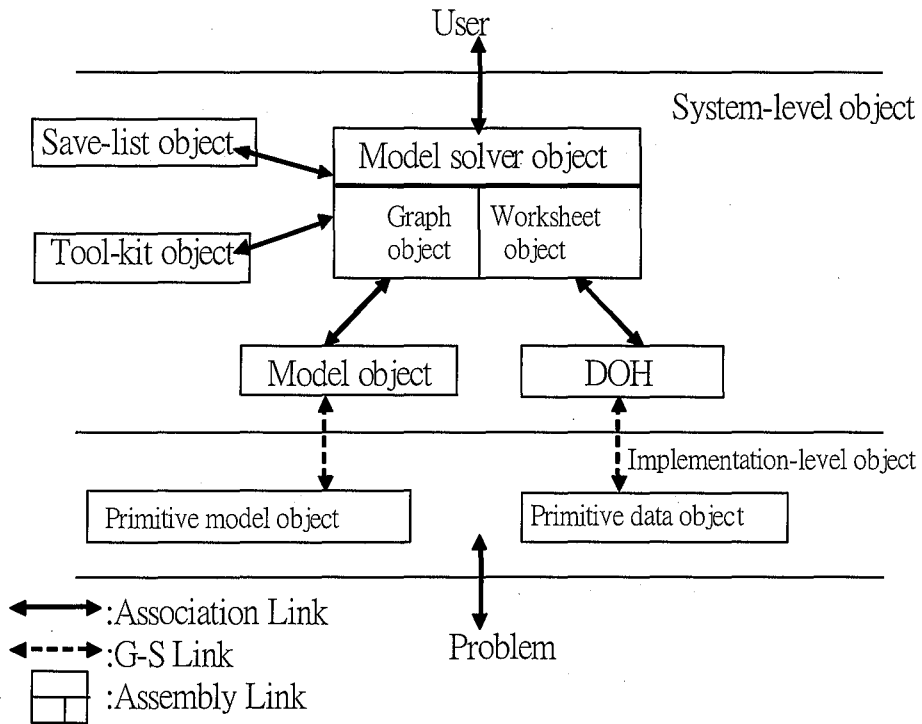 User
System-level object
Save-list object
Model solver object
Graph
object
Worksheet
object
Tool-kit object
Model object
DOH
Implementation-level object
Primitive model object
Primitive data object
:Association Link
:G-S Link
:Assembly Link
Problem